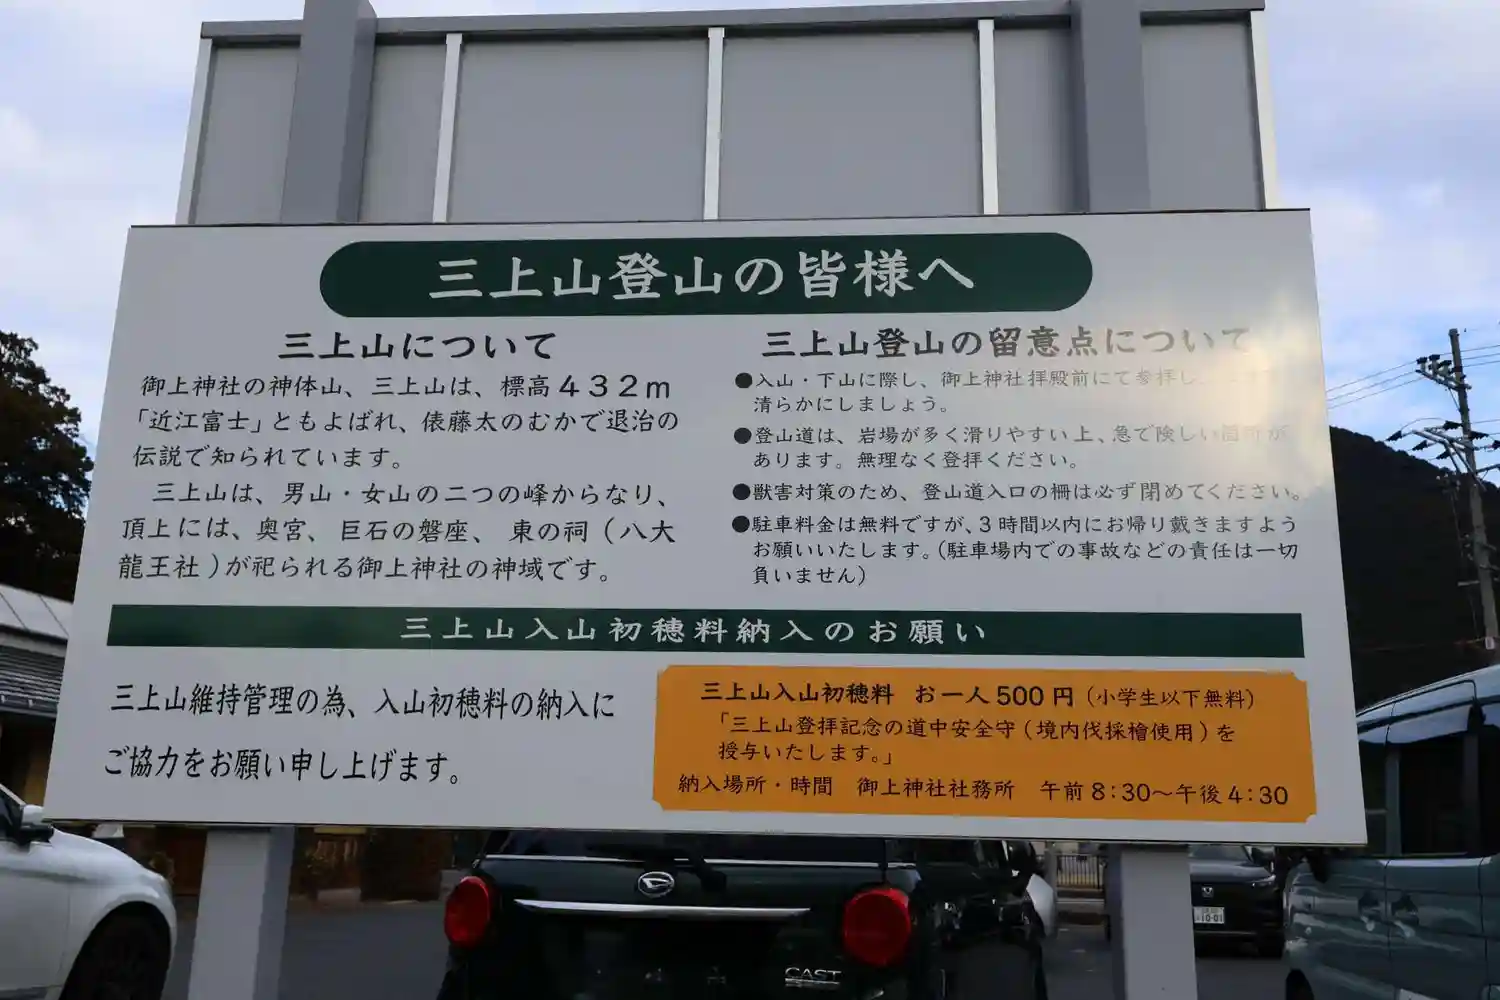 三上山登山の皆様へ
三上山について
御上神社の神体山、三上山は、標高432m
「近江富士」ともよばれ、俵藤太のむかで退治の
伝説で知られています。
三上山は、男山・女山の二つの峰からなり、
頂上には、奥宮、巨石の磐座、東の祠(八大
龍王社)が祀られる御上神社の神域です。
三上山登山の留意点について
●入山・下山に際し、御上神社拝殿前にて参拝し、
清らかにしましょう。
●登山道は、岩場が多く滑りやすい上、急で険しい箇所が
あります。無理なく登拝ください。
●獣害対策のため、登山道入口の柵は必ず閉めてください。
●駐車料金は無料ですが、3時間以内にお帰り戴きますよう
お願いいたします。(駐車場内での事故などの責任は一切
負いません)
三上山入山初穂料納入のお願い
三上山維持管理の為、入山初穂料の納入に
ご協力をお願い申し上げます。
三上山入山初穂料 お一人500円(小学生以下無料)
「三上山登拝記念の道中安全守(境内伐採檜使用)を
授与いたします。」
納入場所・時間 御上神社社務所 午前8:30〜午後4:30
CAST
10-01